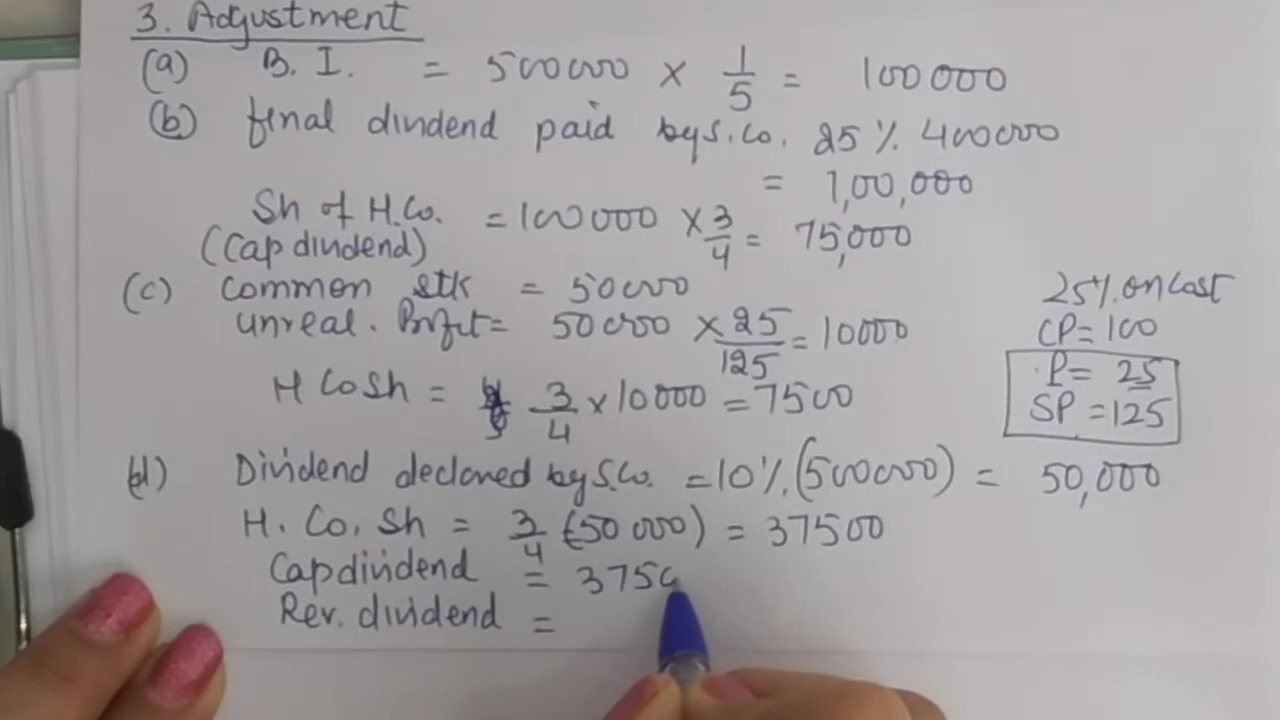 3. Adjustment
(a) B. I. = 500000 × 1/5 = 100000
(b) final dividend paid by S. Co. 25 % 400000
= 1,00,000
Sh of H. Co. = 100000 × 3/4 = 75,000
(Cap dividend)
(c) Common stk = 50000
unreal. Profit = 50000 × 25/125 = 10000
H Co Sh = 3/4 × 10000 = 7500
25% on cost
CP = 100
P = 25
SP = 125
(d) Dividend declared by S. Co. = 10% (500000) = 50,000
H. Co. Sh = 3/4 (50000) = 37500
Cap dividend = 3750
Rev. dividend =